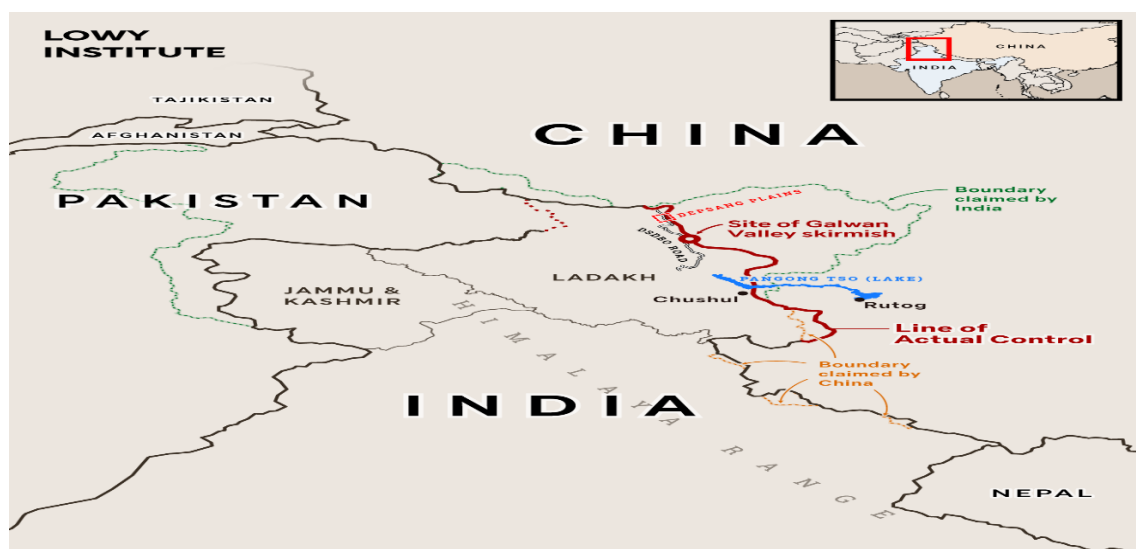 LOWY
INSTITUTE
CHINA
INDIA
TAJIKISTAN
AFGHANISTAN
CHINA
PAKISTAN
DEPSANG PLAINS
Boundary
claimed by
India
Site of Galwan
Valley skirmish
DSDBO ROAD
LADAKH
PANGONG TSO (LAKE)
JAMMU &
KASHMIR
Chushul
Rutog
Line of
Actual Control
HIMALAYA RANGE
Boundary
claimed by
China
INDIA
NEPAL